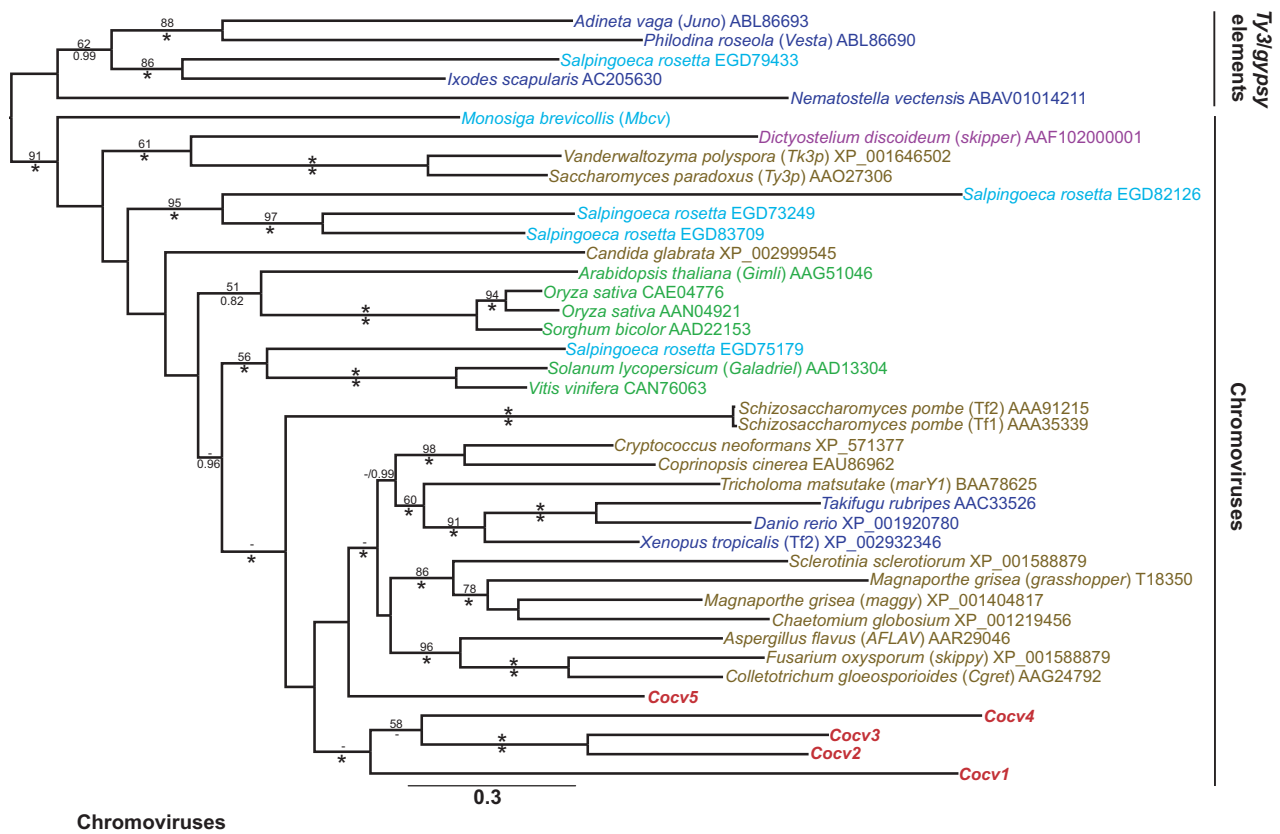 88
*
Adineta vaga (Juno) ABL86693
Philodina roseola (Vesta) ABL86690
62
0.99
86
*
Salpingoeca rosetta EGD79433
Ixodes scapularis AC205630
Nematostella vectensis ABAV01014211
Ty3/gypsy
elements
91
*
Monosiga brevicollis (Mbcv)
61
*
Dictyostelium discoideum (skipper) AAF102000001
*
*
Vanderwaltozyma polyspora (Tk3p) XP_001646502
Saccharomyces paradoxus (Ty3p) AAO27306
95
*
Salpingoeca rosetta EGD82126
97
*
Salpingoeca rosetta EGD73249
Salpingoeca rosetta EGD83709
Candida glabrata XP_002999545
51
0.82
Arabidopsis thaliana (Gimli) AAG51046
*
*
94
*
Oryza sativa CAE04776
Oryza sativa AAN04921
Sorghum bicolor AAD22153
56
*
Salpingoeca rosetta EGD75179
*
*
Solanum lycopersicum (Galadriel) AAD13304
Vitis vinifera CAN76063
-
0.96
*
*
Schizosaccharomyces pombe (Tf2) AAA91215
Schizosaccharomyces pombe (Tf1) AAA35339
-
*
-/0.99
98
*
Cryptococcus neoformans XP_571377
Coprinopsis cinerea EAU86962
60
*
Tricholoma matsutake (marY1) BAA78625
91
*
*
*
Takifugu rubripes AAC33526
Danio rerio XP_001920780
Xenopus tropicalis (Tf2) XP_002932346
-
*
86
*
Sclerotinia sclerotiorum XP_001588879
78
*
Magnaporthe grisea (grasshopper) T18350
Magnaporthe grisea (maggy) XP_001404817
Chaetomium globosium XP_001219456
96
*
Aspergillus flavus (AFLAV) AAR29046
*
*
Fusarium oxysporum (skippy) XP_001588879
Colletotrichum gloeosporioides (Cgret) AAG24792
Cocv5
-
*
58
-
Cocv4
*
*
Cocv3
Cocv2
Cocv1
Chromoviruses
0.3
Chromoviruses